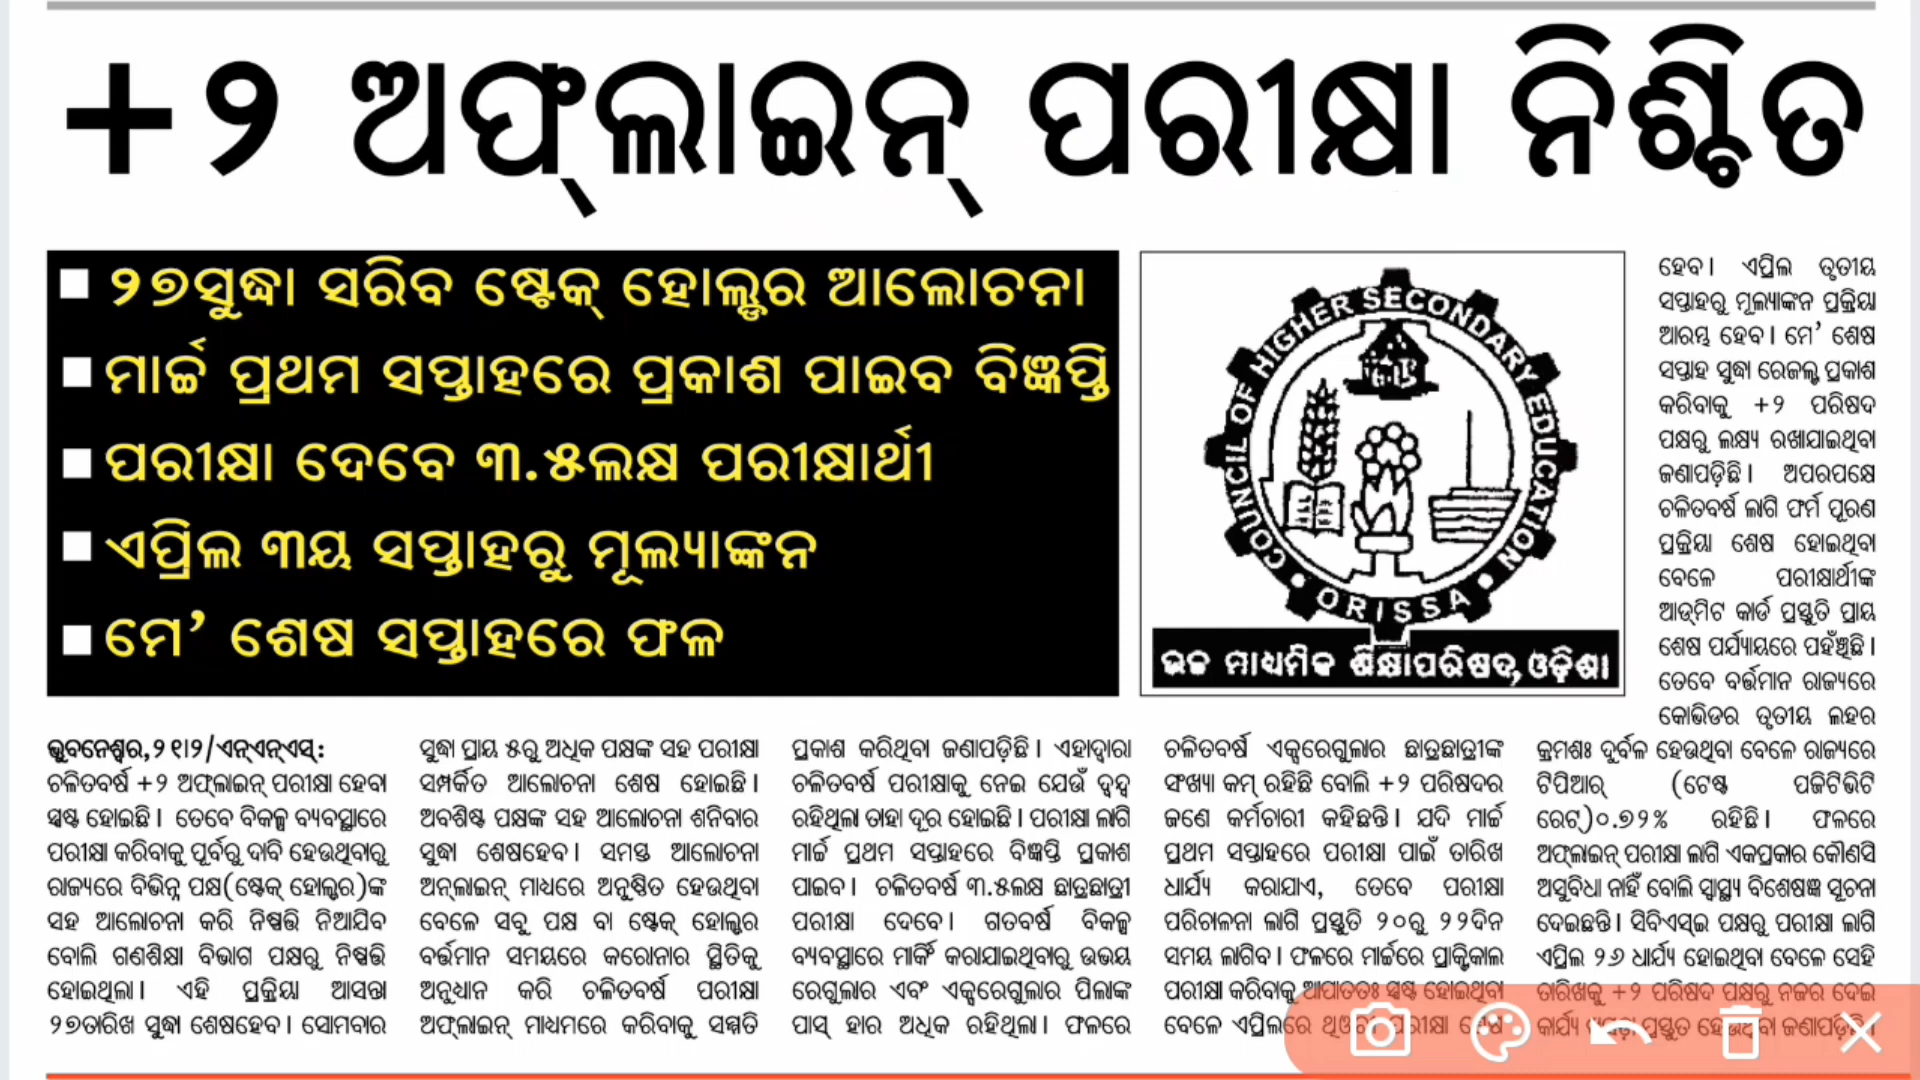 +୨ ଅଫ୍‌ଲାଇନ୍ ପରୀକ୍ଷା ନିଶ୍ଚିତ
୨୭ସୁଦ୍ଧା ସରିବ ଷ୍ଟେକ୍ ହୋଲ୍ଡର ଆଲୋଚନା
ମାର୍ଚ୍ଚ ପ୍ରଥମ ସପ୍ତାହରେ ପ୍ରକାଶ ପାଇବ ବିଜ୍ଞପ୍ତି
ପରୀକ୍ଷା ଦେବେ ୩.୫ଲକ୍ଷ ପରୀକ୍ଷାର୍ଥୀ
ଏପ୍ରିଲ ୩ୟ ସପ୍ତାହରୁ ମୂଲ୍ୟାଙ୍କନ
ମେ’ ଶେଷ ସପ୍ତାହରେ ଫଳ
COUNCIL OF HIGHER SECONDARY EDUCATION
ORISSA
ଉଚ୍ଚ ମାଧ୍ୟମିକ ଶିକ୍ଷାପରିଷଦ, ଓଡ଼ିଶା
ଭୁବନେଶ୍ୱର,୨୧।୨/ଏନ୍‌ଏନ୍‌ଏସ୍:
ଚଳିତବର୍ଷ +୨ ଅଫ୍‌ଲାଇନ୍ ପରୀକ୍ଷା ହେବା
ସ୍ପଷ୍ଟ ହୋଇଛି। ତେବେ ବିକଳ୍ପ ବ୍ୟବସ୍ଥାରେ
ପରୀକ୍ଷା କରିବାକୁ ପୂର୍ବରୁ ଦାବି ହେଉଥିବାରୁ
ରାଜ୍ୟରେ ବିଭିନ୍ନ ପକ୍ଷ(ଷ୍ଟେକ୍ ହୋଲ୍ଡର)ଙ୍କ
ସହ ଆଲୋଚନା କରି ନିଷ୍ପତ୍ତି ନିଆଯିବ
ବୋଲି ଗଣଶିକ୍ଷା ବିଭାଗ ପକ୍ଷରୁ ନିଷ୍ପତ୍ତି
ହୋଇଥିଲା। ଏହି ପ୍ରକ୍ରିୟା ଆସନ୍ତା
୨୭ତାରିଖ ସୁଦ୍ଧା ଶେଷହେବ। ସୋମବାର
ସୁଦ୍ଧା ପ୍ରାୟ ୫ରୁ ଅଧିକ ପକ୍ଷଙ୍କ ସହ ପରୀକ୍ଷା
ସମ୍ପର୍କିତ ଆଲୋଚନା ଶେଷ ହୋଇଛି।
ଅବଶିଷ୍ଟ ପକ୍ଷଙ୍କ ସହ ଆଲୋଚନା ଶନିବାର
ସୁଦ୍ଧା ଶେଷହେବ। ସମସ୍ତ ଆଲୋଚନା
ଅନ୍‌ଲାଇନ୍ ମାଧ୍ୟମରେ ଅନୁଷ୍ଠିତ ହେଉଥିବା
ବେଳେ ସବୁ ପକ୍ଷ ବା ଷ୍ଟେକ୍ ହୋଲ୍ଡର
ବର୍ତ୍ତମାନ ସମୟରେ କରୋନାର ସ୍ଥିତିକୁ
ଅନୁଧ୍ୟାନ କରି ଚଳିତବର୍ଷ ପରୀକ୍ଷା
ଅଫ୍‌ଲାଇନ୍ ମାଧ୍ୟମରେ କରିବାକୁ ସମ୍ମତି
ପ୍ରକାଶ କରିଥିବା ଜଣାପଡ଼ିଛି। ଏହାଦ୍ୱାରା
ଚଳିତବର୍ଷ ପରୀକ୍ଷାକୁ ନେଇ ଯେଉଁ ଦ୍ୱନ୍ଦ୍ୱ
ରହିଥିଲା ତାହା ଦୂର ହୋଇଛି। ପରୀକ୍ଷା ଲାଗି
ମାର୍ଚ୍ଚ ପ୍ରଥମ ସପ୍ତାହରେ ବିଜ୍ଞପ୍ତି ପ୍ରକାଶ
ପାଇବ। ଚଳିତବର୍ଷ ୩.୫ଲକ୍ଷ ଛାତ୍ରଛାତ୍ରୀ
ପରୀକ୍ଷା ଦେବେ। ଗତବର୍ଷ ବିକଳ୍ପ
ବ୍ୟବସ୍ଥାରେ ମାର୍କିଂ କରାଯାଇଥିବାରୁ ଉଭୟ
ରେଗୁଲାର ଏବଂ ଏକ୍ସରେଗୁଲାର ପିଲାଙ୍କ
ପାସ୍ ହାର ଅଧିକ ରହିଥିଲା। ଫଳରେ
ଚଳିତବର୍ଷ ଏକ୍ସରେଗୁଲାର ଛାତ୍ରଛାତ୍ରୀଙ୍କ
ସଂଖ୍ୟା କମ୍ ରହିଛି ବୋଲି +୨ ପରିଷଦର
ଜଣେ କର୍ମଚାରୀ କହିଛନ୍ତି। ଯଦି ମାର୍ଚ୍ଚ
ପ୍ରଥମ ସପ୍ତାହରେ ପରୀକ୍ଷା ପାଇଁ ତାରିଖ
ଧାର୍ଯ୍ୟ କରାଯାଏ, ତେବେ ପରୀକ୍ଷା
ପରିଚାଳନା ଲାଗି ପ୍ରସ୍ତୁତି ୨୦ରୁ ୨୨ଦିନ
ସମୟ ଲାଗିବ। ଫଳରେ ମାର୍ଚ୍ଚରେ ପ୍ରାକ୍ଟିକାଲ
ପରୀକ୍ଷା କରିବାକୁ ଆପାତତଃ ସ୍ପଷ୍ଟ ହୋଇଥିବା
ବେଳେ ଏପ୍ରିଲରେ ଥିଓରୀ ପରୀକ୍ଷା ଶେଷ
ହେବ। ଏପ୍ରିଲ ତୃତୀୟ
ସପ୍ତାହରୁ ମୂଲ୍ୟାଙ୍କନ ପ୍ରକ୍ରିୟା
ଆରମ୍ଭ ହେବ। ମେ’ ଶେଷ
ସପ୍ତାହ ସୁଦ୍ଧା ରେଜଲ୍ଟ ପ୍ରକାଶ
କରିବାକୁ +୨ ପରିଷଦ
ପକ୍ଷରୁ ଲକ୍ଷ୍ୟ ରଖାଯାଇଥିବା
ଜଣାପଡ଼ିଛି। ଅପରପକ୍ଷେ
ଚଳିତବର୍ଷ ଲାଗି ଫର୍ମ ପୂରଣ
ପ୍ରକ୍ରିୟା ଶେଷ ହୋଇଥିବା
ବେଳେ ପରୀକ୍ଷାର୍ଥୀଙ୍କ
ଆଡ୍‌ମିଟ କାର୍ଡ ପ୍ରସ୍ତୁତି ପ୍ରାୟ
ଶେଷ ପର୍ଯ୍ୟାୟରେ ପହଁଞ୍ଚିଛି।
ତେବେ ବର୍ତ୍ତମାନ ରାଜ୍ୟରେ
କୋଭିଡର ତୃତୀୟ ଲହର
କ୍ରମଶଃ ଦୁର୍ବଳ ହେଉଥିବା ବେଳେ ରାଜ୍ୟରେ
ଟିପିଆର୍ (ଟେଷ୍ଟ ପଜିଟିଭିଟି
ରେଟ୍)୦.୭୨% ରହିଛି। ଫଳରେ
ଅଫ୍‌ଲାଇନ୍ ପରୀକ୍ଷା ଲାଗି ଏକପ୍ରକାର କୌଣସି
ଅସୁବିଧା ନାହିଁ ବୋଲି ସ୍ୱାସ୍ଥ୍ୟ ବିଶେଷଜ୍ଞ ସୂଚନା
ଦେଇଛନ୍ତି। ସିବିଏସ୍‌ଇ ପକ୍ଷରୁ ପରୀକ୍ଷା ଲାଗି
ଏପ୍ରିଲ ୨୬ ଧାର୍ଯ୍ୟ ହୋଇଥିବା ବେଳେ ସେହି
ତାରିଖକୁ +୨ ପରିଷଦ ପକ୍ଷରୁ ନଜର ଦେଇ
କାର୍ଯ୍ୟ ପ୍ରସ୍ତୁତ